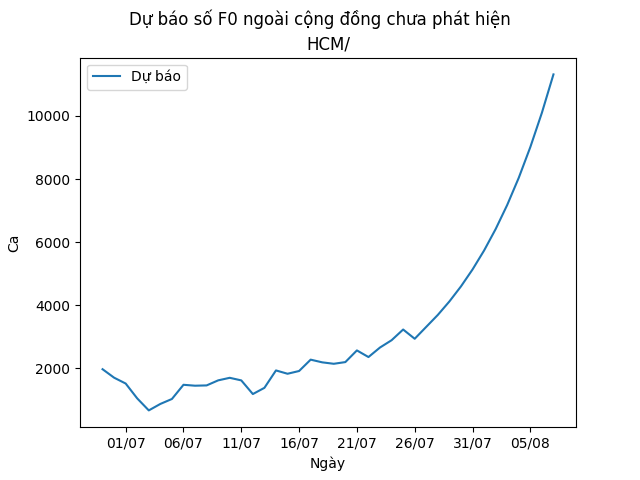 Dự báo số F0 ngoài cộng đồng chưa phát hiện
HCM/
Dự báo
10000
8000
6000
4000
2000
Ca
01/07 06/07 11/07 16/07 21/07 26/07 31/07 05/08
Ngày